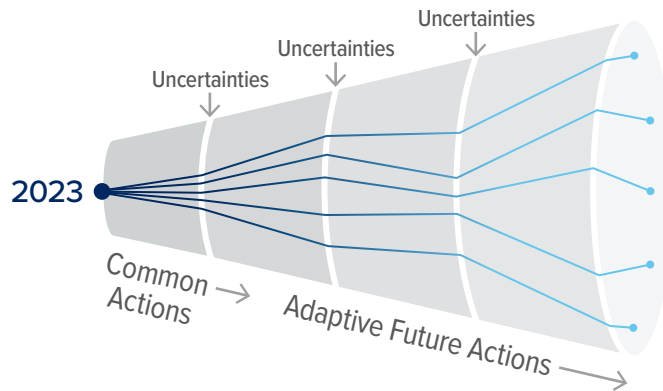 Uncertainties
Uncertainties
Uncertainties
2023
Common
Actions
Adaptive Future Actions